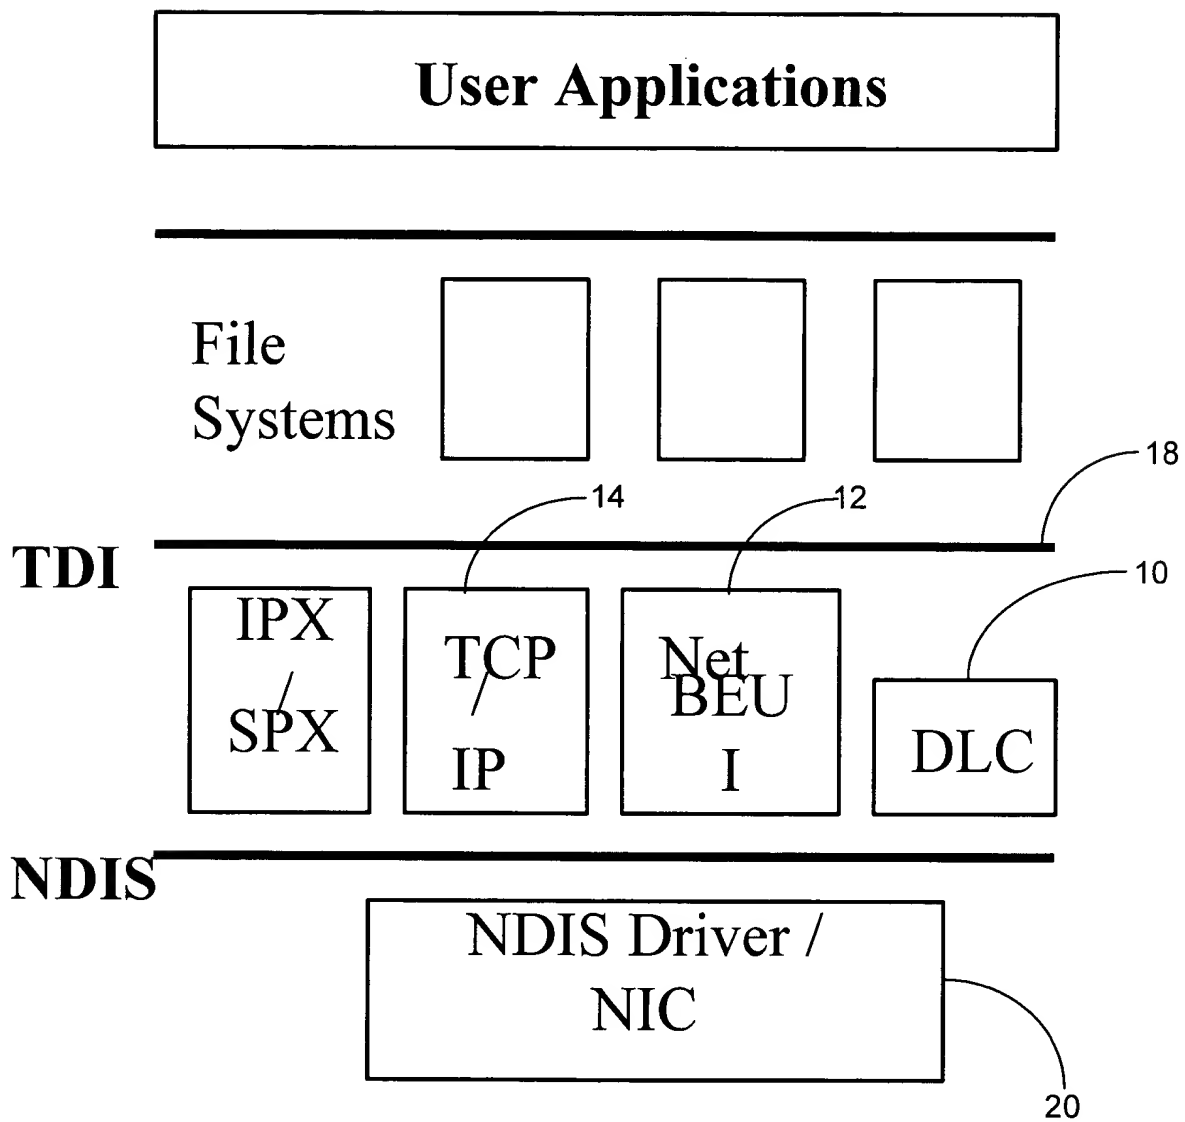 User Applications
File
Systems
18
14
12
TDI
10
IPX
/
SPX
TCP
/
IP
Net
BEU
I
DLC
NDIS
NDIS Driver /
NIC
20